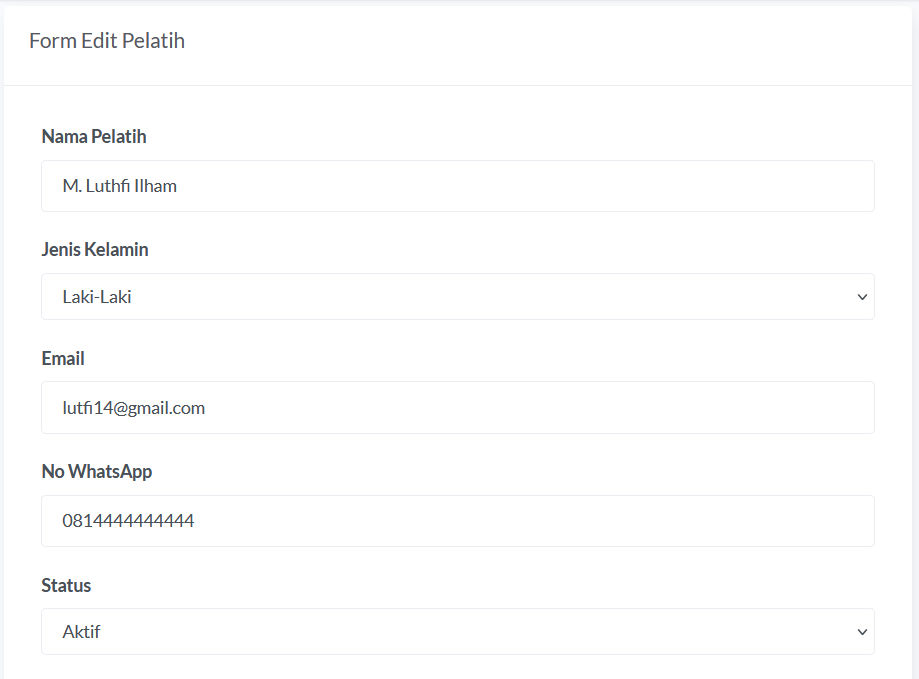 Form Edit Pelatih
Nama Pelatih
M. Luthfi Ilham
Jenis Kelamin
Laki-Laki
Email
lutfi14@gmail.com
No WhatsApp
0814444444444
Status
Aktif